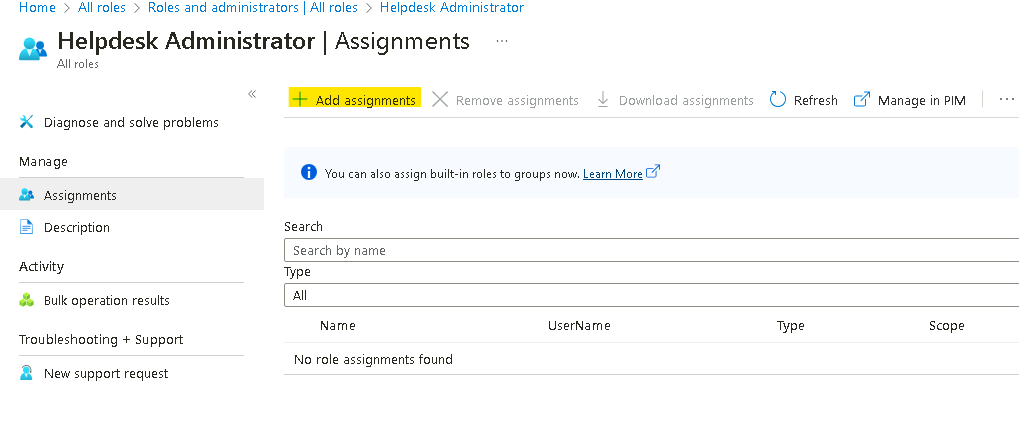 Home > All roles > Roles and administrators | All roles > Helpdesk Administrator
Helpdesk Administrator | Assignments ...
All roles
«
Add assignments Remove assignments Download assignments Refresh Manage in PIM ...
Diagnose and solve problems
Manage
Assignments
Description
Activity
Bulk operation results
Troubleshooting + Support
New support request
You can also assign built-in roles to groups now. Learn More
Search
Search by name
Type
All
Name UserName Type Scope
No role assignments found